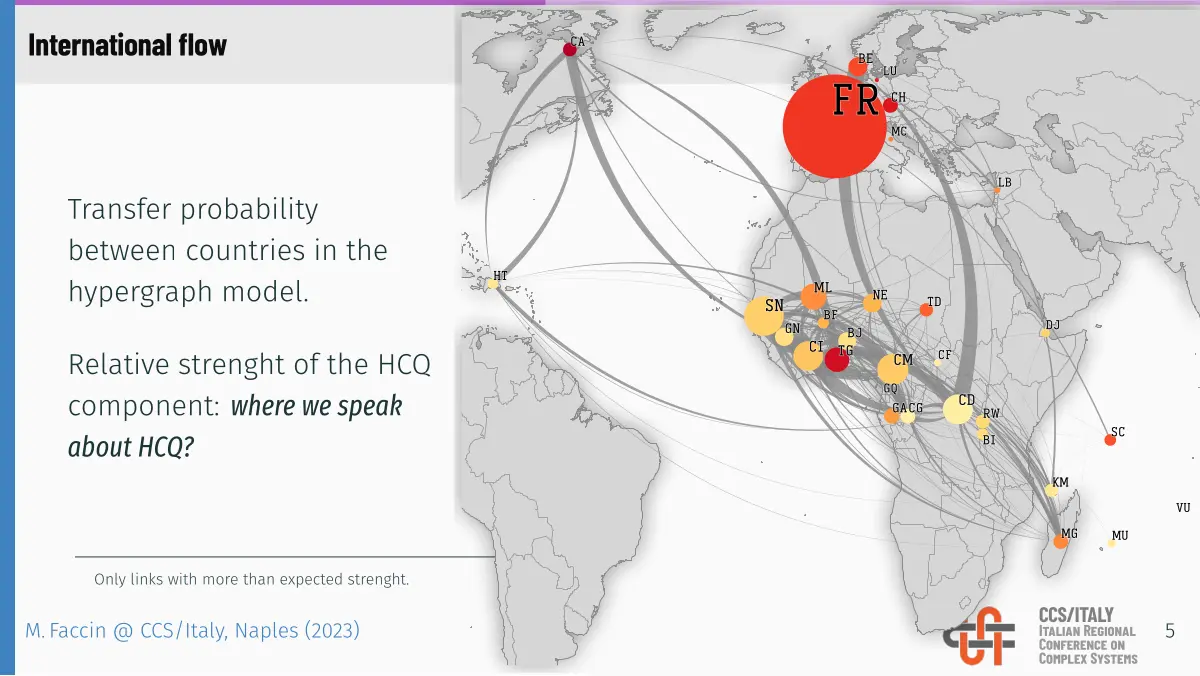 International flow
Transfer probability
between countries in the
hypergraph model.
Relative strenght of the HCQ
component: where we speak
about HCQ?
Only links with more than expected strenght.
M. Faccin @ CCS/Italy, Naples (2023)
CA
BE
LU
FR
CH
MC
LB
HT
ML
NE
TD
SN
BF
DJ
GN
BJ
CI
TG
CM
CF
GQ
CD
GA
CG
RW
BI
SC
KM
VU
MG
MU
CCS/ITALY
ITALIAN REGIONAL
CONFERENCE ON
COMPLEX SYSTEMS
5